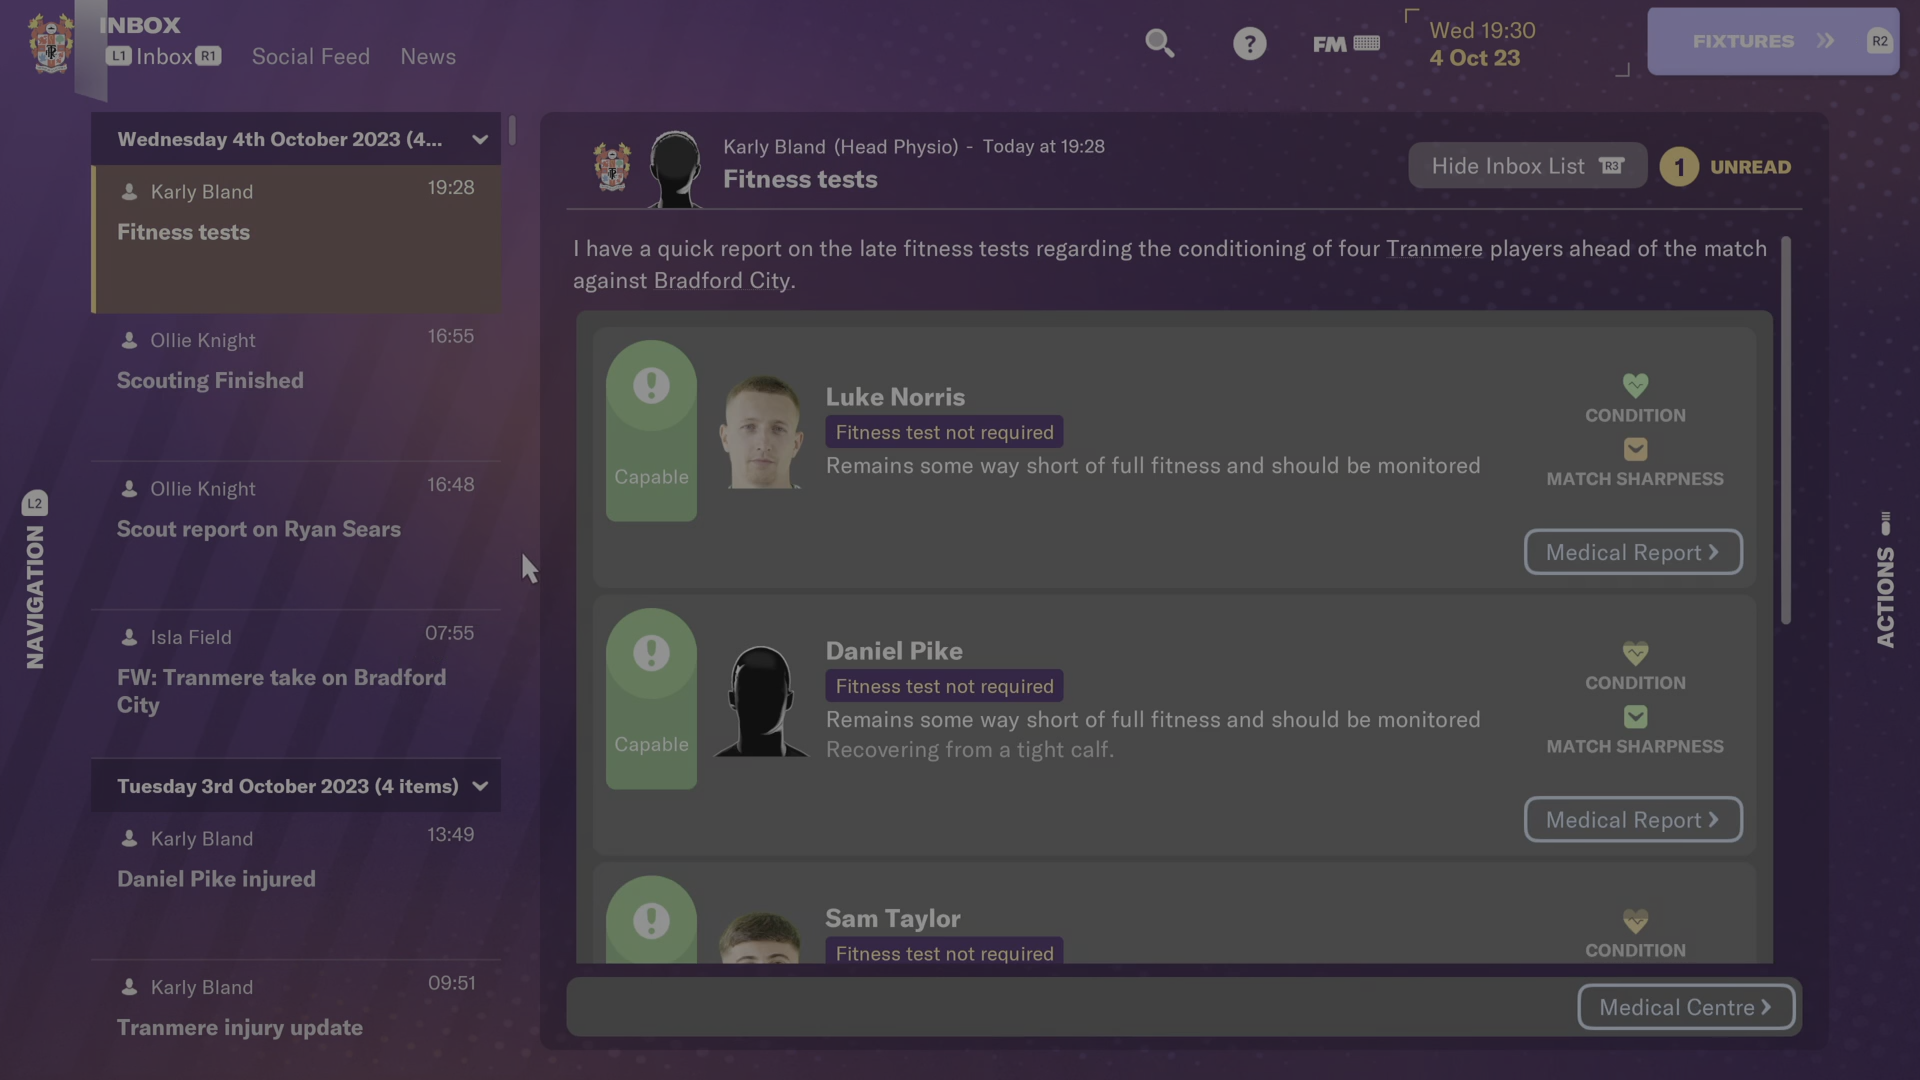 INBOX
L1 Inbox R1
Social Feed
News
?
FM
Wed 19:30
4 Oct 23
FIXTURES
R2
Wednesday 4th October 2023 (4...
Karly Bland
19:28
Fitness tests
Ollie Knight
16:55
Scouting Finished
Ollie Knight
16:48
Scout report on Ryan Sears
Isla Field
07:55
FW: Tranmere take on Bradford
City
Tuesday 3rd October 2023 (4 items)
Karly Bland
13:49
Daniel Pike injured
Karly Bland
09:51
Tranmere injury update
L2
NAVIGATION
Karly Bland (Head Physio) - Today at 19:28
Fitness tests
Hide Inbox List R3
1 UNREAD
I have a quick report on the late fitness tests regarding the conditioning of four Tranmere players ahead of the match
against Bradford City.
Capable
Luke Norris
Fitness test not required
Remains some way short of full fitness and should be monitored
CONDITION
MATCH SHARPNESS
Medical Report
Capable
Daniel Pike
Fitness test not required
Remains some way short of full fitness and should be monitored
Recovering from a tight calf.
CONDITION
MATCH SHARPNESS
Medical Report
Sam Taylor
Fitness test not required
CONDITION
Medical Centre
ACTIONS